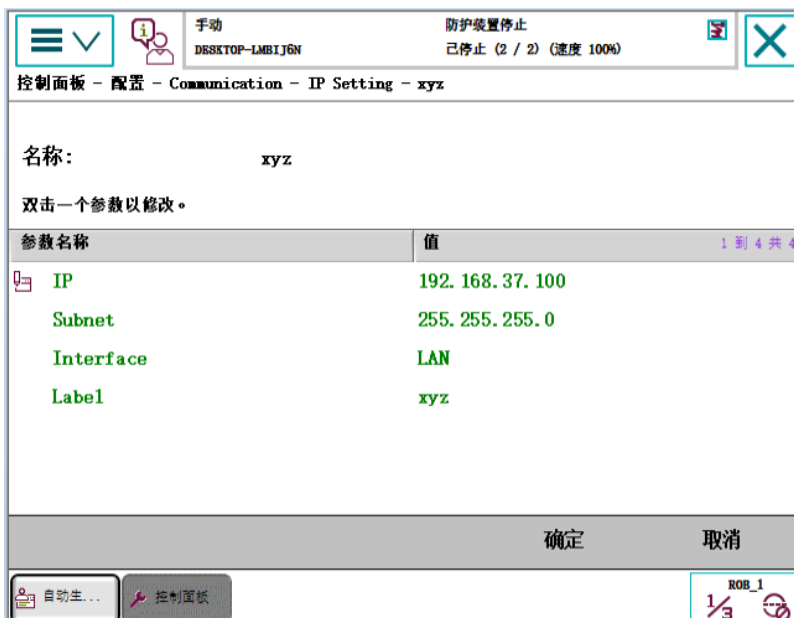 手动
防护装置停止
DESKTOP-LMBIJ6N
已停止 (2 / 2) (速度 100%)
控制面板 - 配置 - Communication - IP Setting - xyz
名称: xyz
双击一个参数以修改。
参数名称 值 1 到 4 共 4
IP 192.168.37.100
Subnet 255.255.255.0
Interface LAN
Label xyz
确定 取消
自动生... 控制面板
ROB_1
1/3